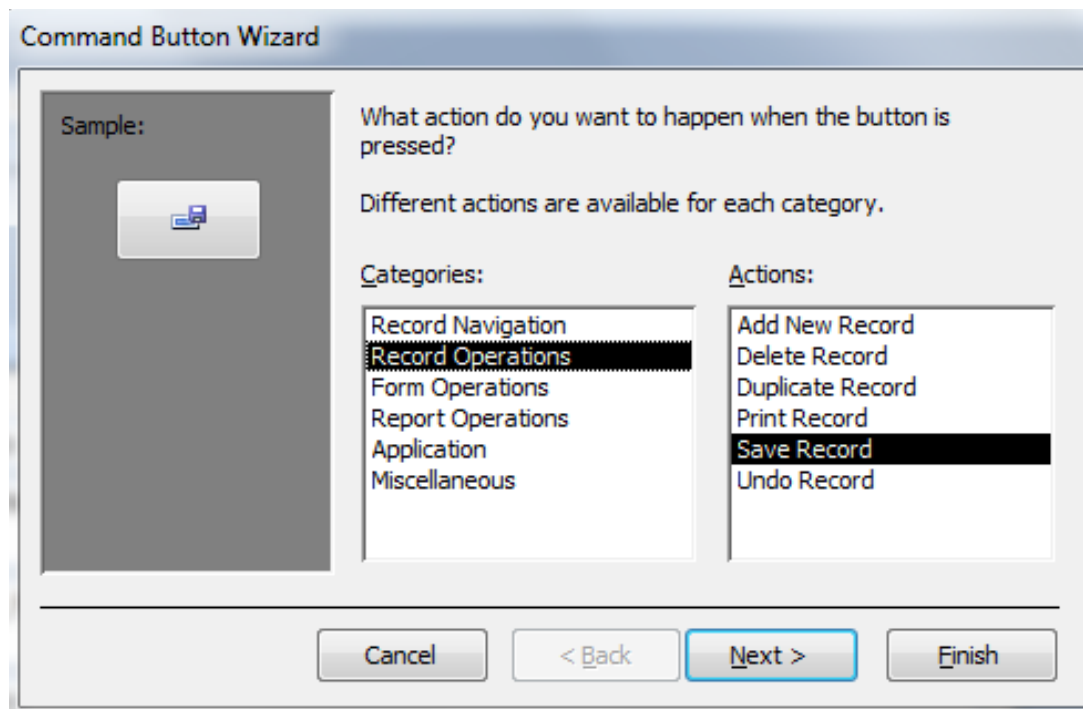 Command Button Wizard
Sample:
What action do you want to happen when the button is
pressed?
Different actions are available for each category.
Categories:
Record Navigation
Record Operations
Form Operations
Report Operations
Application
Miscellaneous
Actions:
Add New Record
Delete Record
Duplicate Record
Print Record
Save Record
Undo Record
Cancel
< Back
Next >
Finish